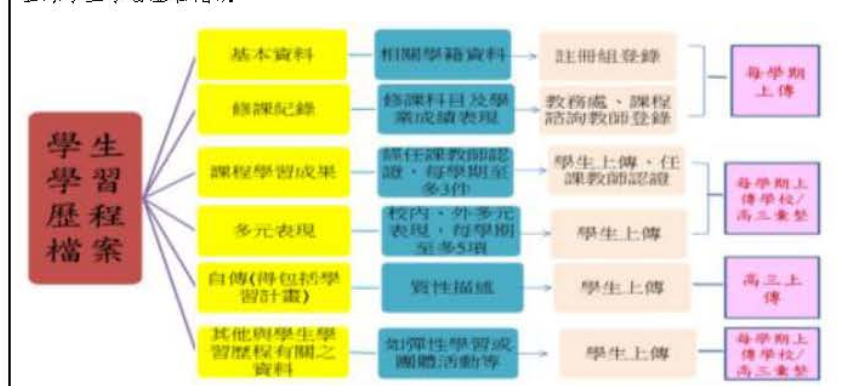 學生
學習
歷程
檔案
基本資料
相關學籍資料
註冊組登錄
每學期
上傳
修課紀錄
修課科目及學
業成績表現
教務處、課程
諮詢教師登錄
課程學習成果
經任課教師認
證，每學期至
多3件
學生上傳、任
課教師認證
每學期上
傳學校/
高三彙整
多元表現
校內、外多元
表現，每學期
至多5項
學生上傳
自傳(得包括學
習計畫)
質性描述
學生上傳
高三上
傳
其他與學生學
習歷程有關之
資料
如彈性學習或
團體活動等
學生上傳
每學期上
傳學校/
高三彙整